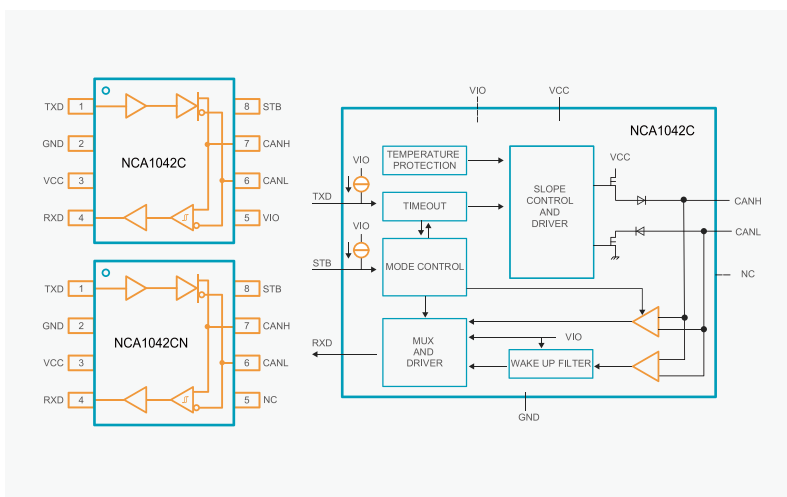 TXD 1 8 STB
GND 2 7 CANH
NCA1042C
VCC 3 6 CANL
RXD 4 5 VIO
TXD 1 8 STB
GND 2 7 CANH
NCA1042CN
VCC 3 6 CANL
RXD 4 5 NC
VIO VCC
NCA1042C
VIO
TEMPERATURE
PROTECTION
VCC
TXD
TIMEOUT
SLOPE
CONTROL
AND
DRIVER
CANH
VIO
CANL
STB
MODE CONTROL
NC
RXD
MUX
AND
DRIVER
VIO
WAKE UP FILTER
GND